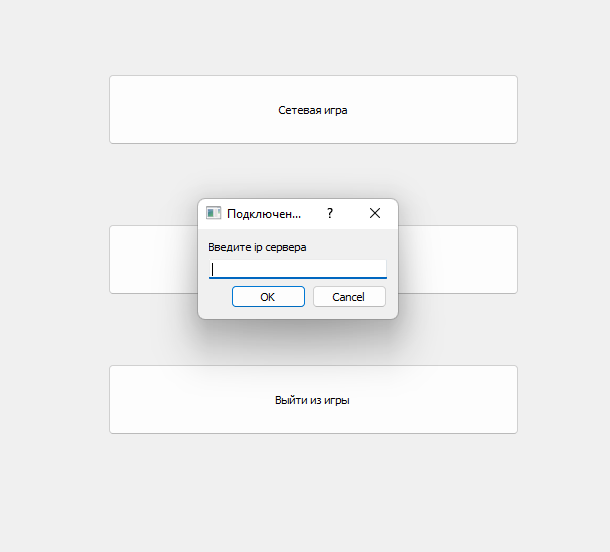 Сетевая игра
Подключен...
?
Введите ip сервера
OK
Cancel
Выйти из игры